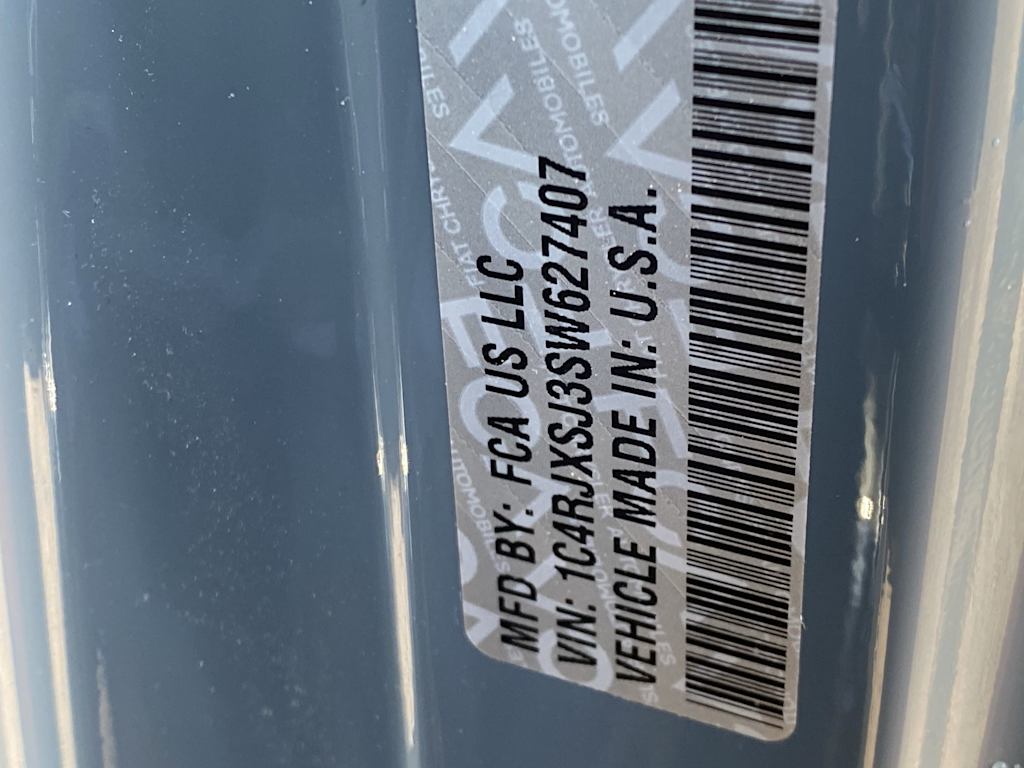 MFD BY: FCA US LLC
VIN: 1C4RJXSJ3SW627407
VEHICLE MADE IN: U.S.A.